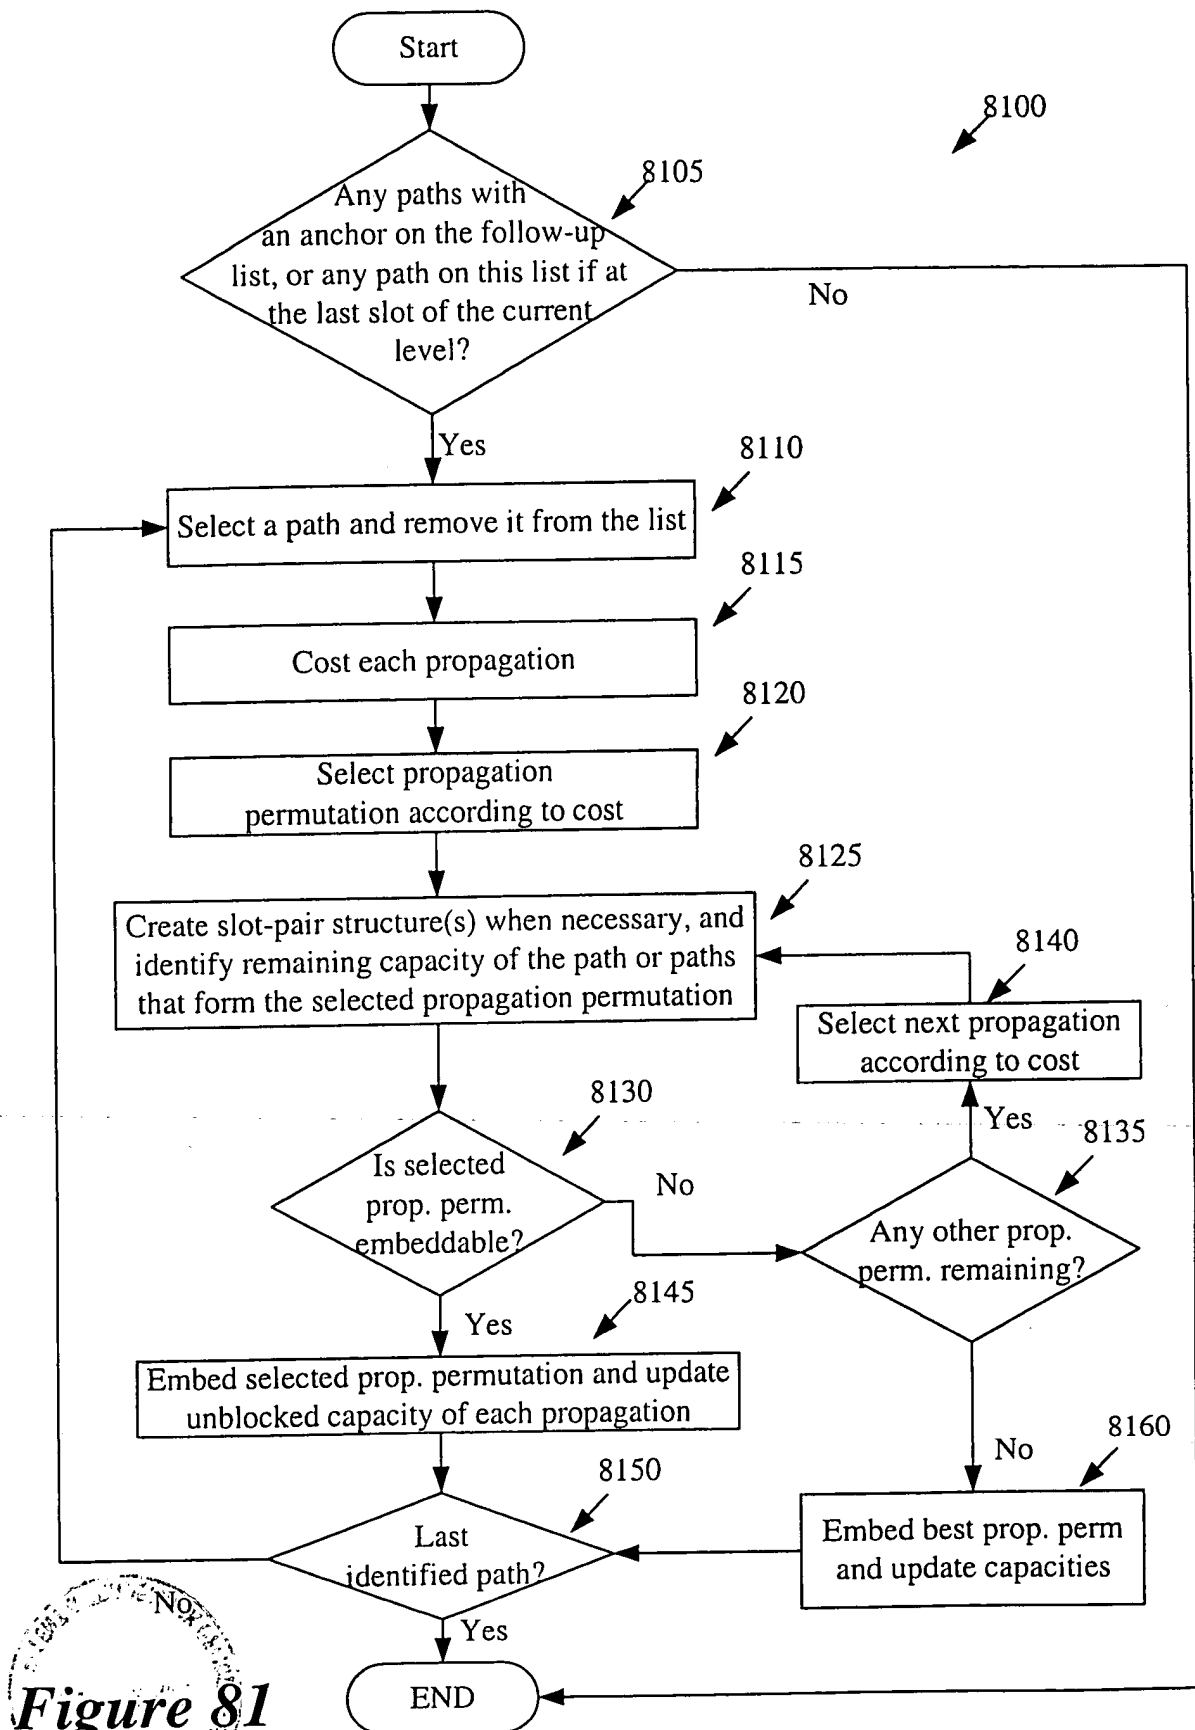 Start
8100
8105
Any paths with
an anchor on the follow-up
list, or any path on this list if at
the last slot of the current
level?
No
Yes
8110
Select a path and remove it from the list
8115
Cost each propagation
8120
Select propagation
permutation according to cost
8125
Create slot-pair structure(s) when necessary, and
identify remaining capacity of the path or paths
that form the selected propagation permutation
8140
Select next propagation
according to cost
8130
Yes
8135
Is selected
prop. perm.
embeddable?
No
Any other prop.
perm. remaining?
8145
Yes
Embed selected prop. permutation and update
unblocked capacity of each propagation
No
8160
8150
Last
identified path?
Embed best prop. perm
and update capacities
No
Yes
END
Figure 81